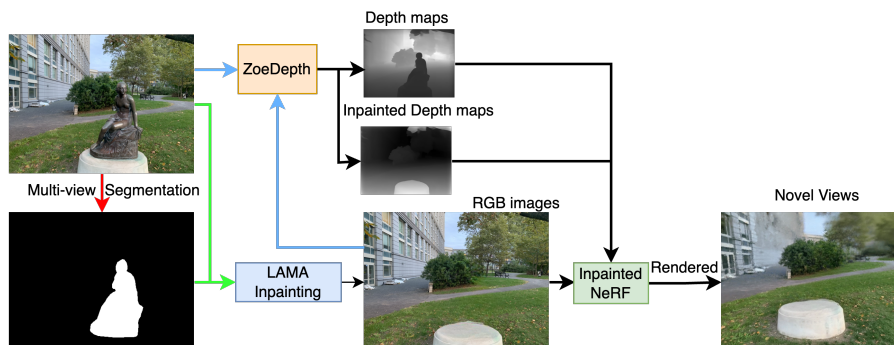 Depth maps
ZoeDepth
Inpainted Depth maps
Multi-view Segmentation
RGB images
Novel Views
LAMA
Inpainting
Inpainted
NeRF
Rendered